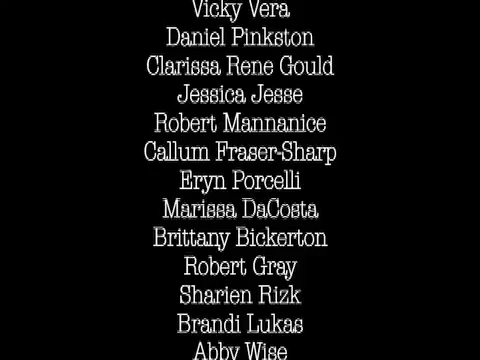 Vicky Vera
Daniel Pinkston
Clarissa Rene Gould
Jessica Jesse
Robert Mannanice
Callum Fraser-Sharp
Eryn Porcelli
Marissa DaCosta
Brittany Bickerton
Robert Gray
Sharien Rizk
Brandi Lukas
Abby Wise